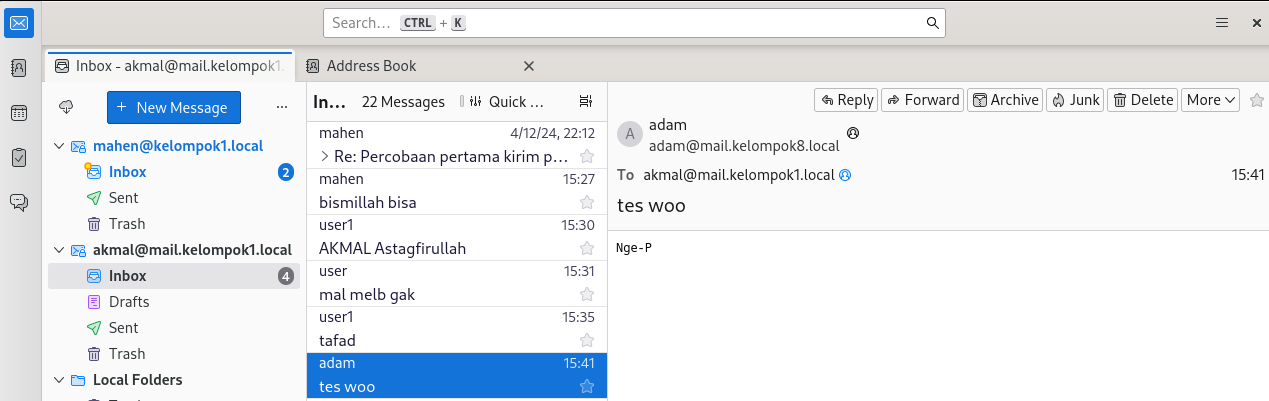 Search... CTRL + K
Inbox - akmal@mail.kelompok1.
Address Book
New Message
mahen@kelompok1.local
Inbox 2
Sent
Trash
akmal@mail.kelompok1.local
Inbox 4
Drafts
Sent
Trash
Local Folders
In... 22 Messages Quick ...
mahen 4/12/24, 22:12
Re: Percobaan pertama kirim p...
mahen 15:27
bismillah bisa
user1 15:30
AKMAL Astagfirullah
user 15:31
mal melb gak
user1 15:35
tafad
adam 15:41
tes woo
Reply Forward Archive Junk Delete More
A
adam
adam@mail.kelompok8.local
To akmal@mail.kelompok1.local 15:41
tes woo
Nge-P